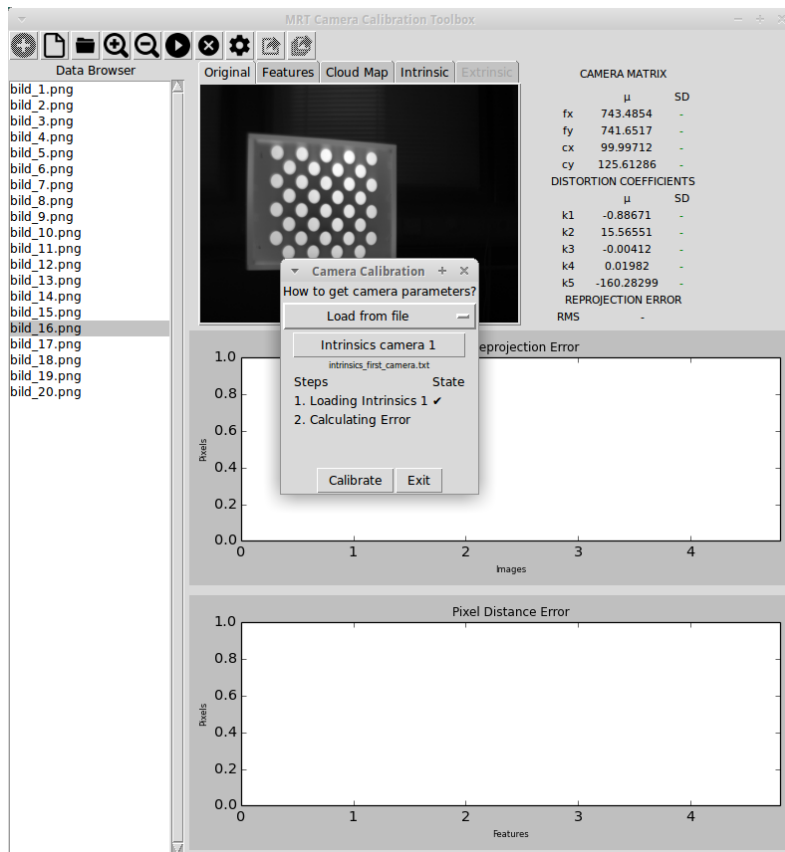 MRT Camera Calibration Toolbox
Data Browser
bild_1.png
bild_2.png
bild_3.png
bild_4.png
bild_5.png
bild_6.png
bild_7.png
bild_8.png
bild_9.png
bild_10.png
bild_11.png
bild_12.png
bild_13.png
bild_14.png
bild_15.png
bild_16.png
bild_17.png
bild_18.png
bild_19.png
bild_20.png
Original Features Cloud Map Intrinsic Extrinsic
CAMERA MATRIX
μ SD
fx 743.4854 -
fy 741.6517 -
cx 99.99712 -
cy 125.61286 -
DISTORTION COEFFICIENTS
μ SD
k1 -0.88671 -
k2 15.56551 -
k3 -0.00412 -
k4 0.01982 -
k5 -160.28299 -
REPROJECTION ERROR
RMS -
Camera Calibration
How to get camera parameters?
Load from file
Intrinsics camera 1
intrinsics_first_camera.txt
Steps State
1. Loading Intrinsics 1 ✔
2. Calculating Error
Calibrate Exit
eprojection Error
1.0
0.8
0.6
0.4
0.2
0.0
Pixels
0 1 2 3 4
Images
Pixel Distance Error
1.0
0.8
0.6
0.4
0.2
0.0
Pixels
0 1 2 3 4
Features